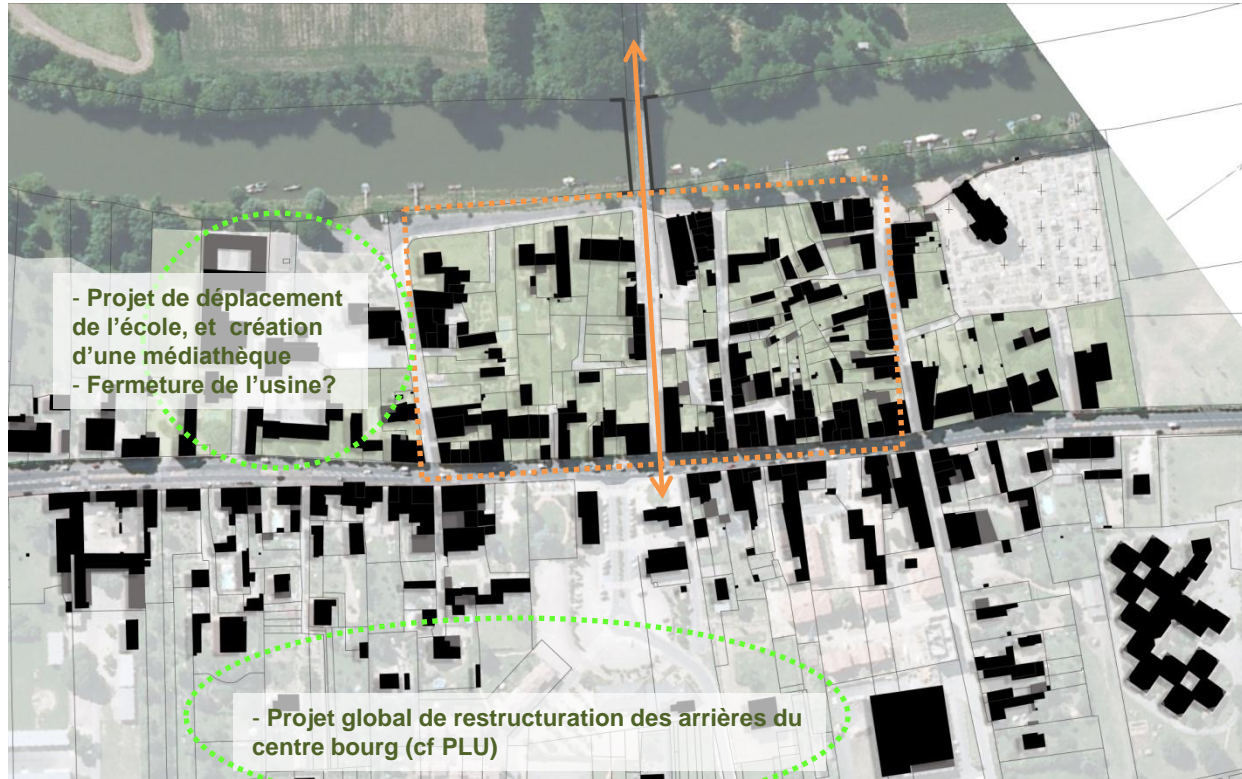 - Projet de déplacement
de l'école, et création
d'une médiathèque
- Fermeture de l'usine?
- Projet global de restructuration des arrières du
centre bourg (cf PLU)